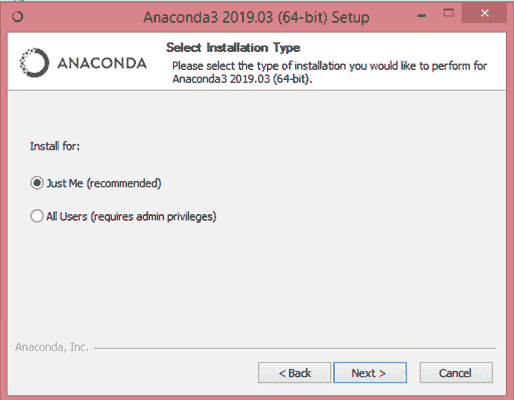 Anaconda3 2019.03 (64-bit) Setup
ANACONDA
Select Installation Type
Please select the type of installation you would like to perform for
Anaconda3 2019.03 (64-bit).
Install for:
Just Me (recommended)
All Users (requires admin privileges)
Anaconda, Inc.
< Back
Next >
Cancel